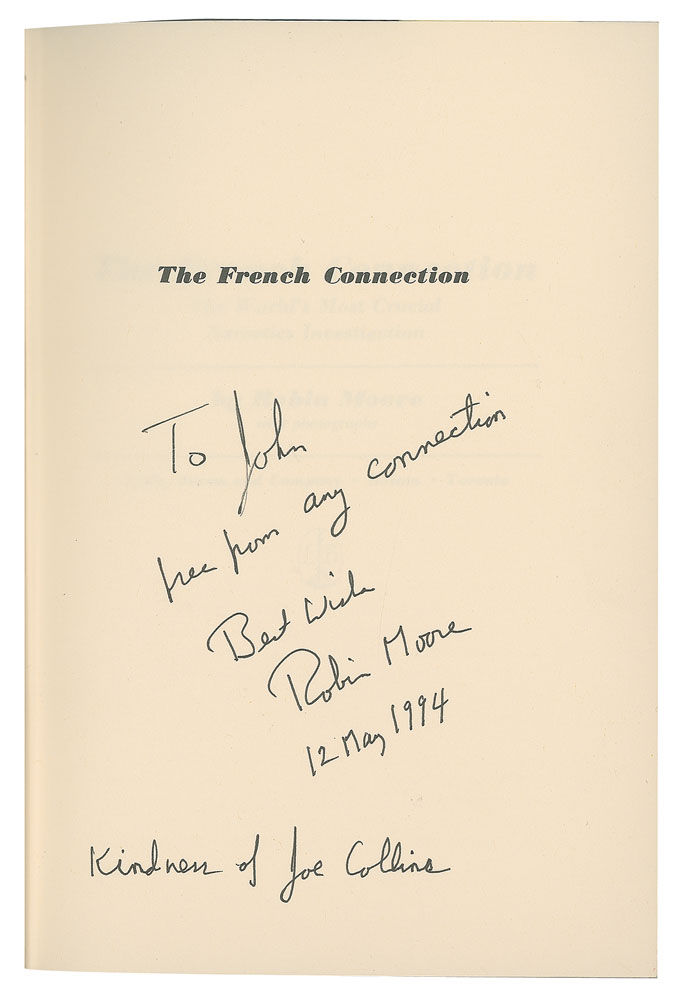 The French Connection
To John
free from any connection
Best Wishes
Robin Moore
12 May 1994
Kindness of Joe Collins